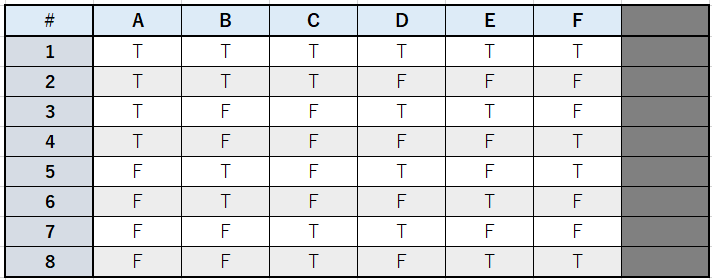 # A B C D E F
1 T T T T T T
2 T T T F F F
3 T F F T T F
4 T F F F F T
5 F T F T F T
6 F T F F T F
7 F F T T F F
8 F F T F T T